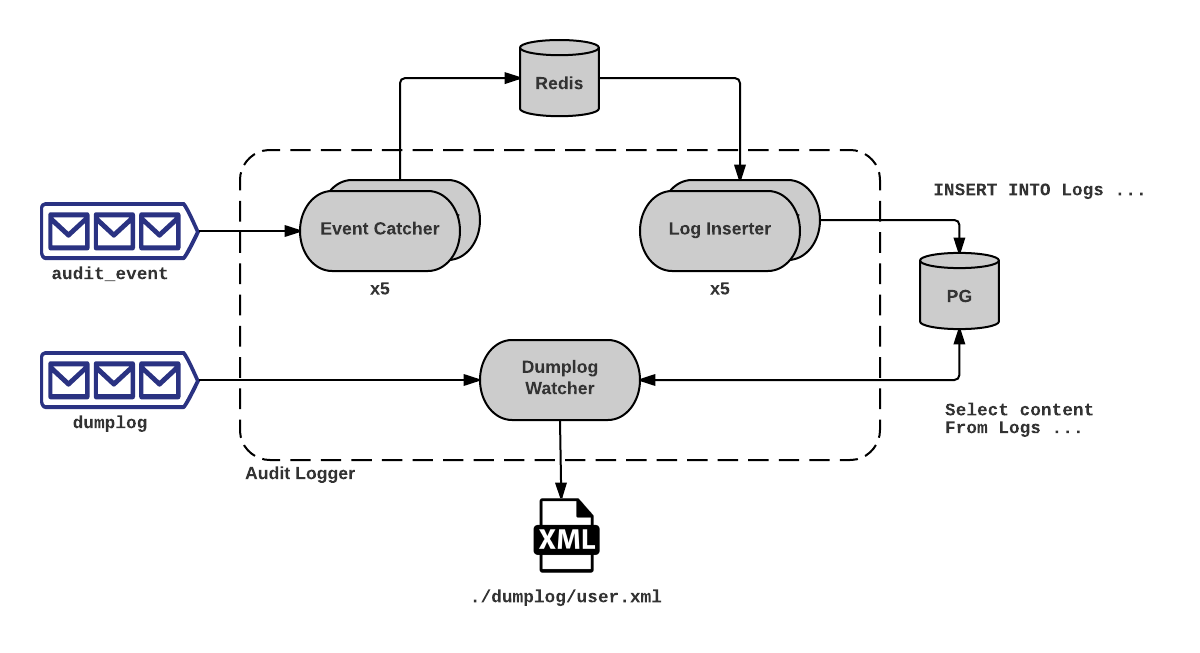 Redis
INSERT INTO Logs ...
Event Catcher
Log Inserter
audit_event
x5
x5
PG
Dumplog
Watcher
dumplog
Select content
From Logs ...
Audit Logger
XML
./dumplog/user.xml